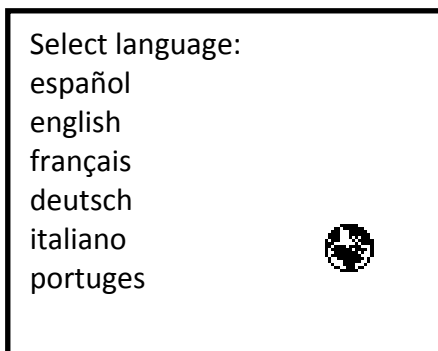 Select language:
español
english
français
deutsch
italiano
portuges